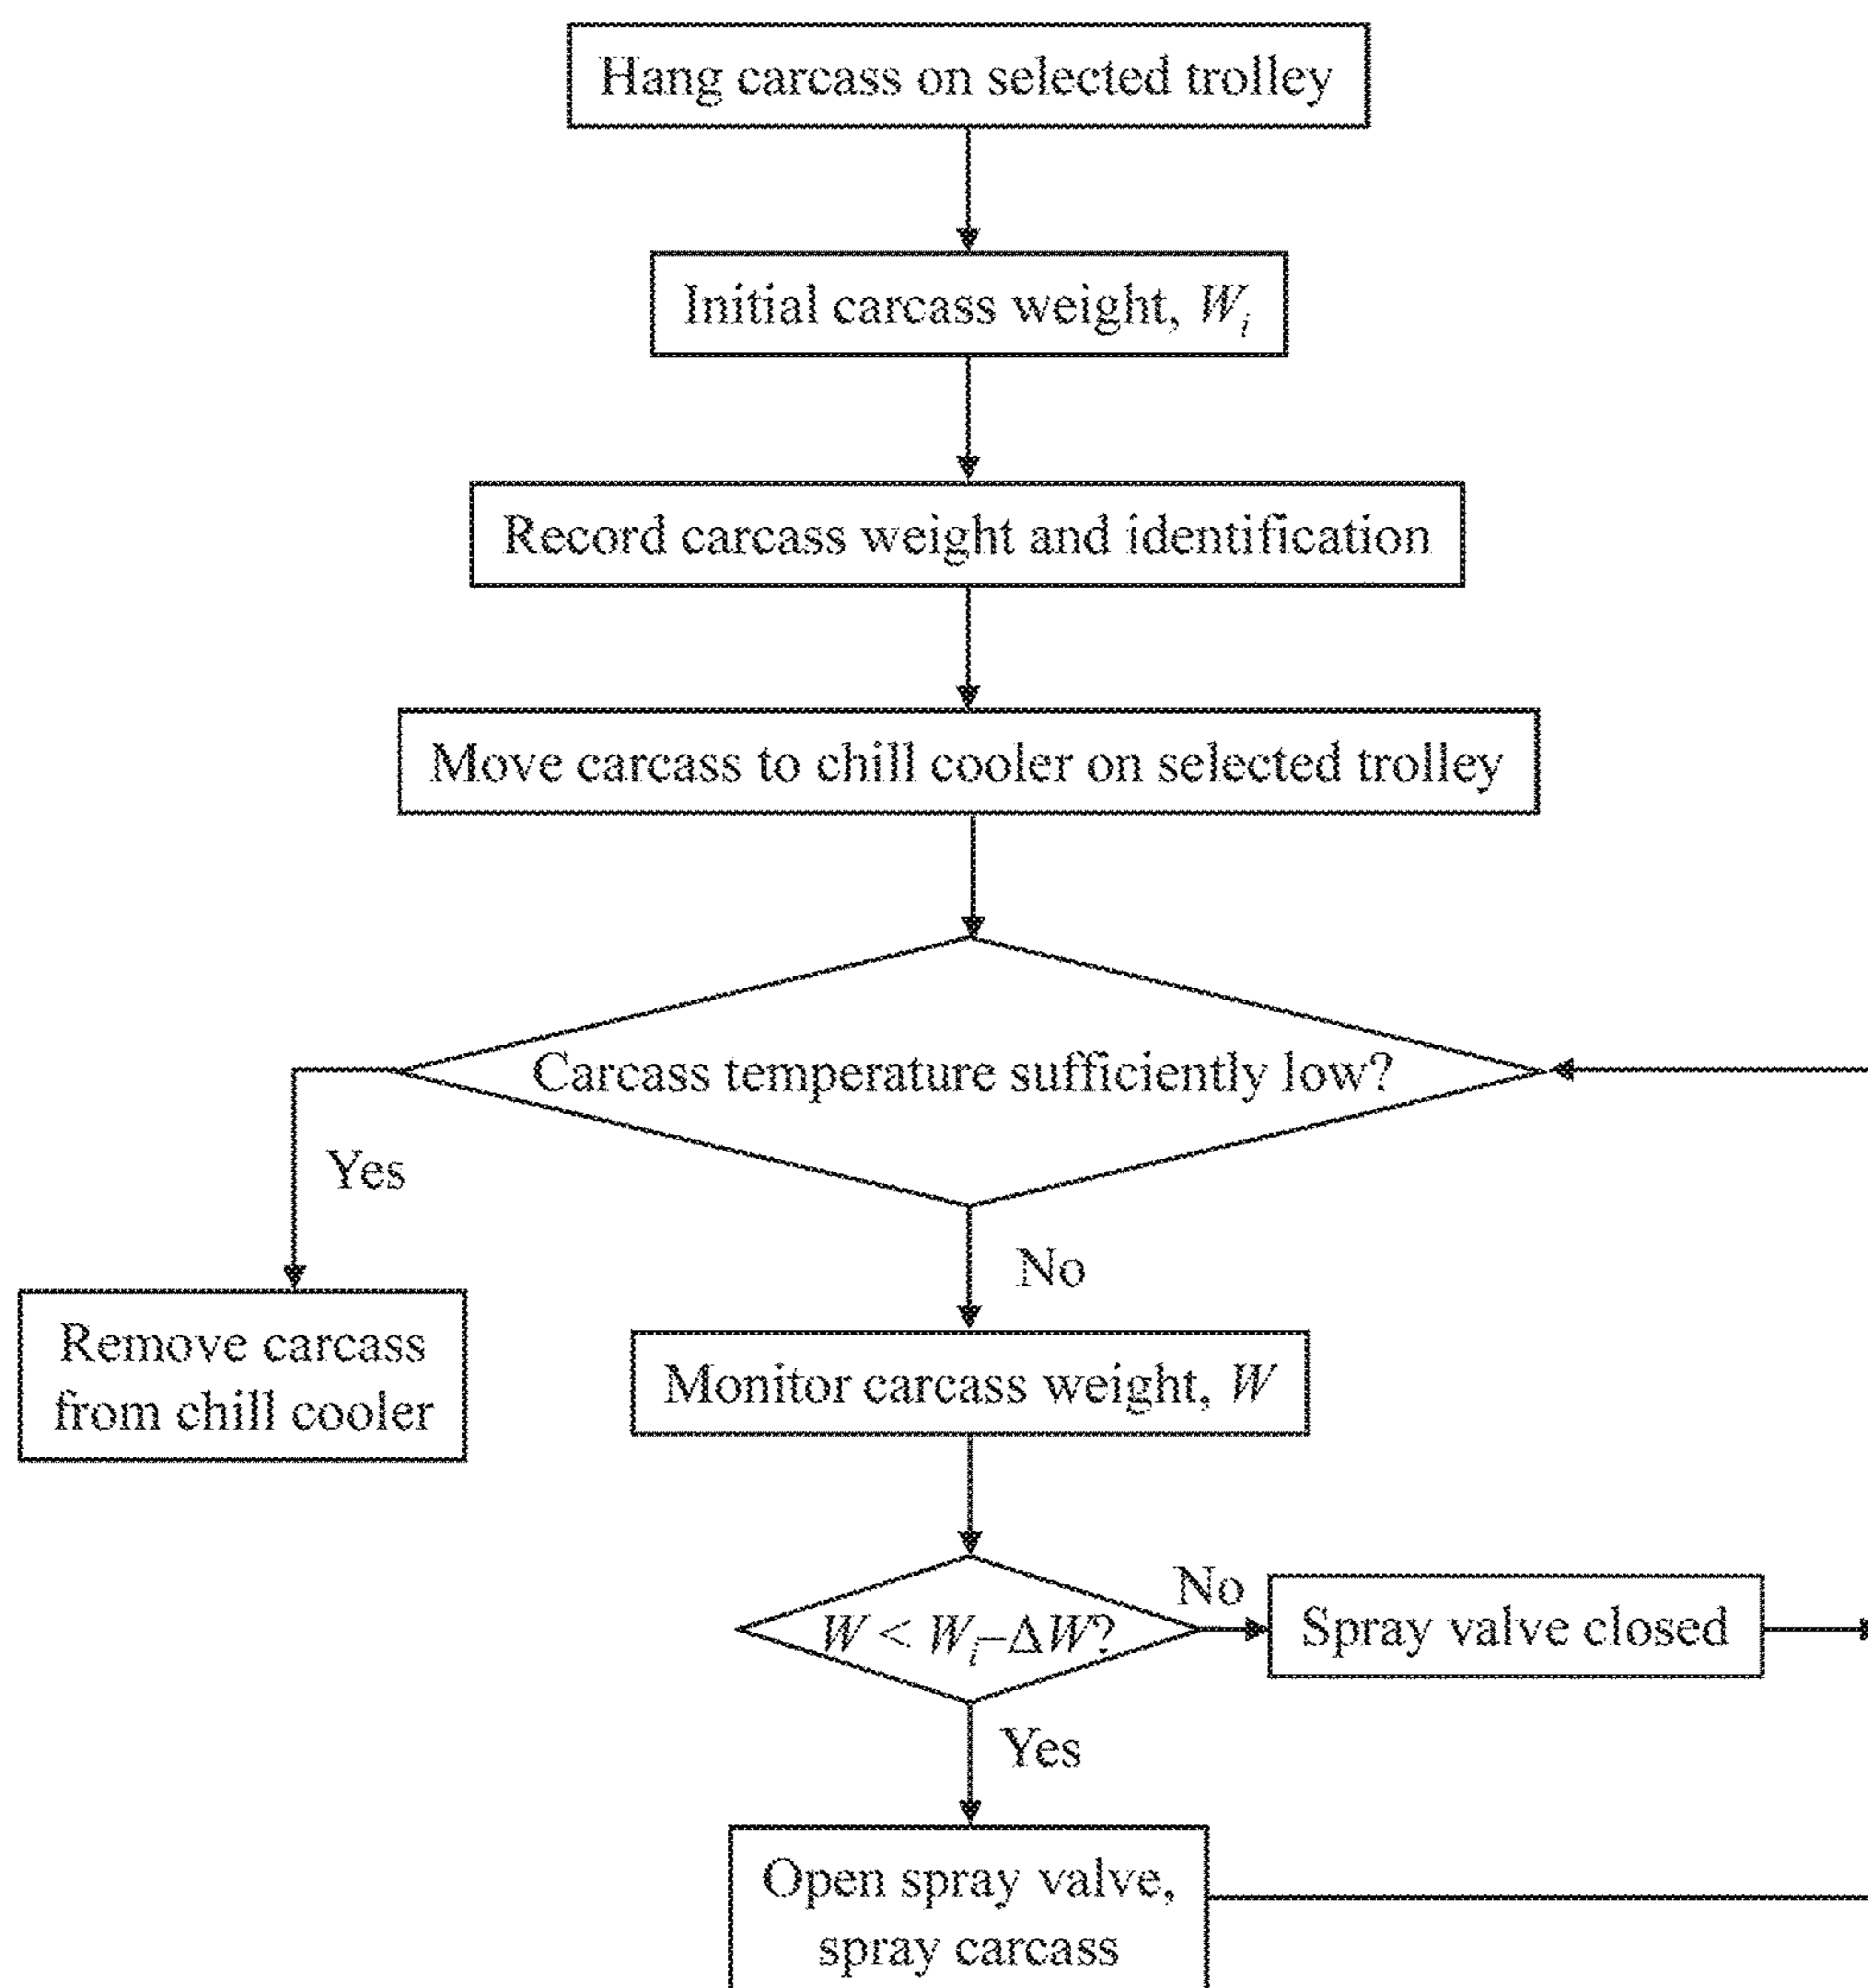 Hang carcass on selected trolley
Initial carcass weight, Wᵢ
Record carcass weight and identification
Move carcass to chill cooler on selected trolley
Carcass temperature sufficiently low?
Yes
No
Remove carcass
from chill cooler
Monitor carcass weight, W
W < Wᵢ–ΔW?
No
Spray valve closed
Yes
Open spray valve,
spray carcass